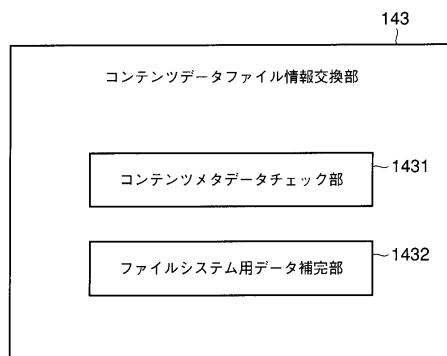 143
コンテンツデータファイル情報交換部
コンテンツメタデータチェック部
1431
ファイルシステム用データ補完部
1432